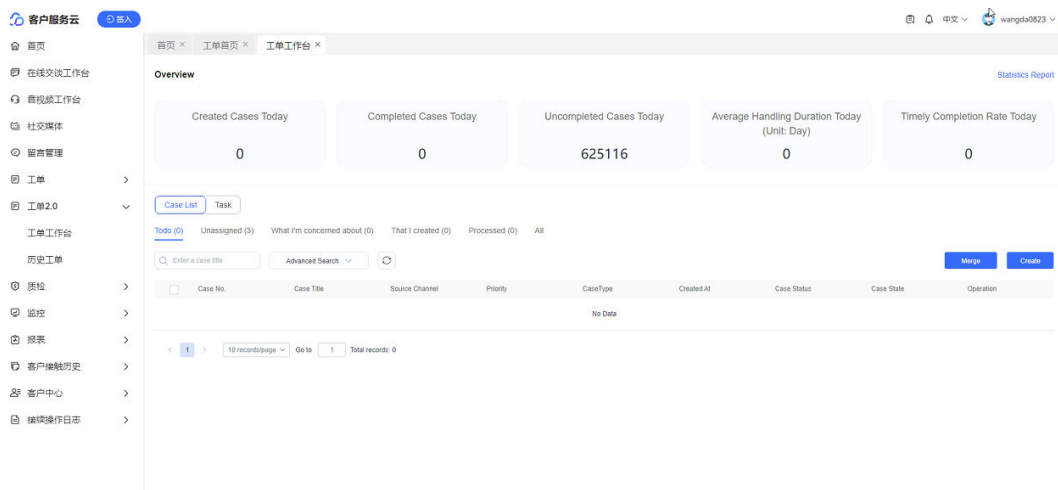 客户服务云
签入
中文
wangda0823
首页
在线交谈工作台
音视频工作台
社交媒体
留言管理
工单
工单2.0
工单工作台
历史工单
质检
监控
报表
客户接触历史
客户中心
接续操作日志
首页 × 工单首页 × 工单工作台 ×
Overview
Statistics Report
Created Cases Today
0
Completed Cases Today
0
Uncompleted Cases Today
625116
Average Handling Duration Today
(Unit: Day)
0
Timely Completion Rate Today
0
Case List Task
Todo (0) Unassigned (3) What I'm concerned about (0) That I created (0) Processed (0) All
Enter a case title Advanced Search Merge Create
Case No. Case Title Source Channel Priority CaseType Created At Case Status Case State Operation
No Data
< 1 > 10 records/page Go to 1 Total records: 0